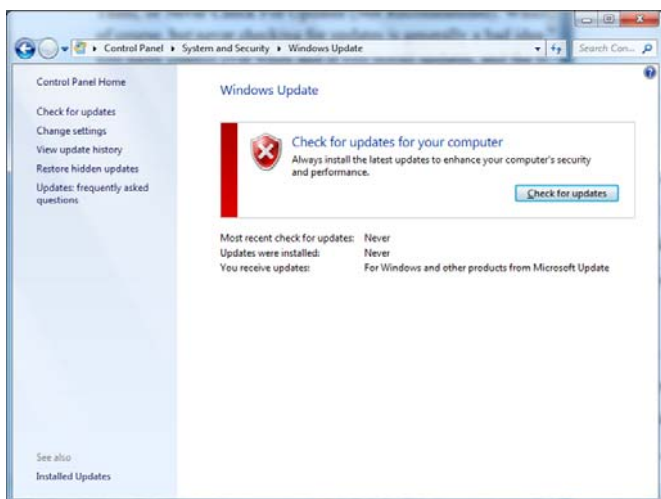 Control Panel ▸ System and Security ▸ Windows Update
Search Con...
Control Panel Home
Check for updates
Change settings
View update history
Restore hidden updates
Updates: frequently asked
questions
Windows Update
Check for updates for your computer
Always install the latest updates to enhance your computer's security
and performance.
Check for updates
Most recent check for updates: Never
Updates were installed: Never
You receive updates: For Windows and other products from Microsoft Update
See also
Installed Updates